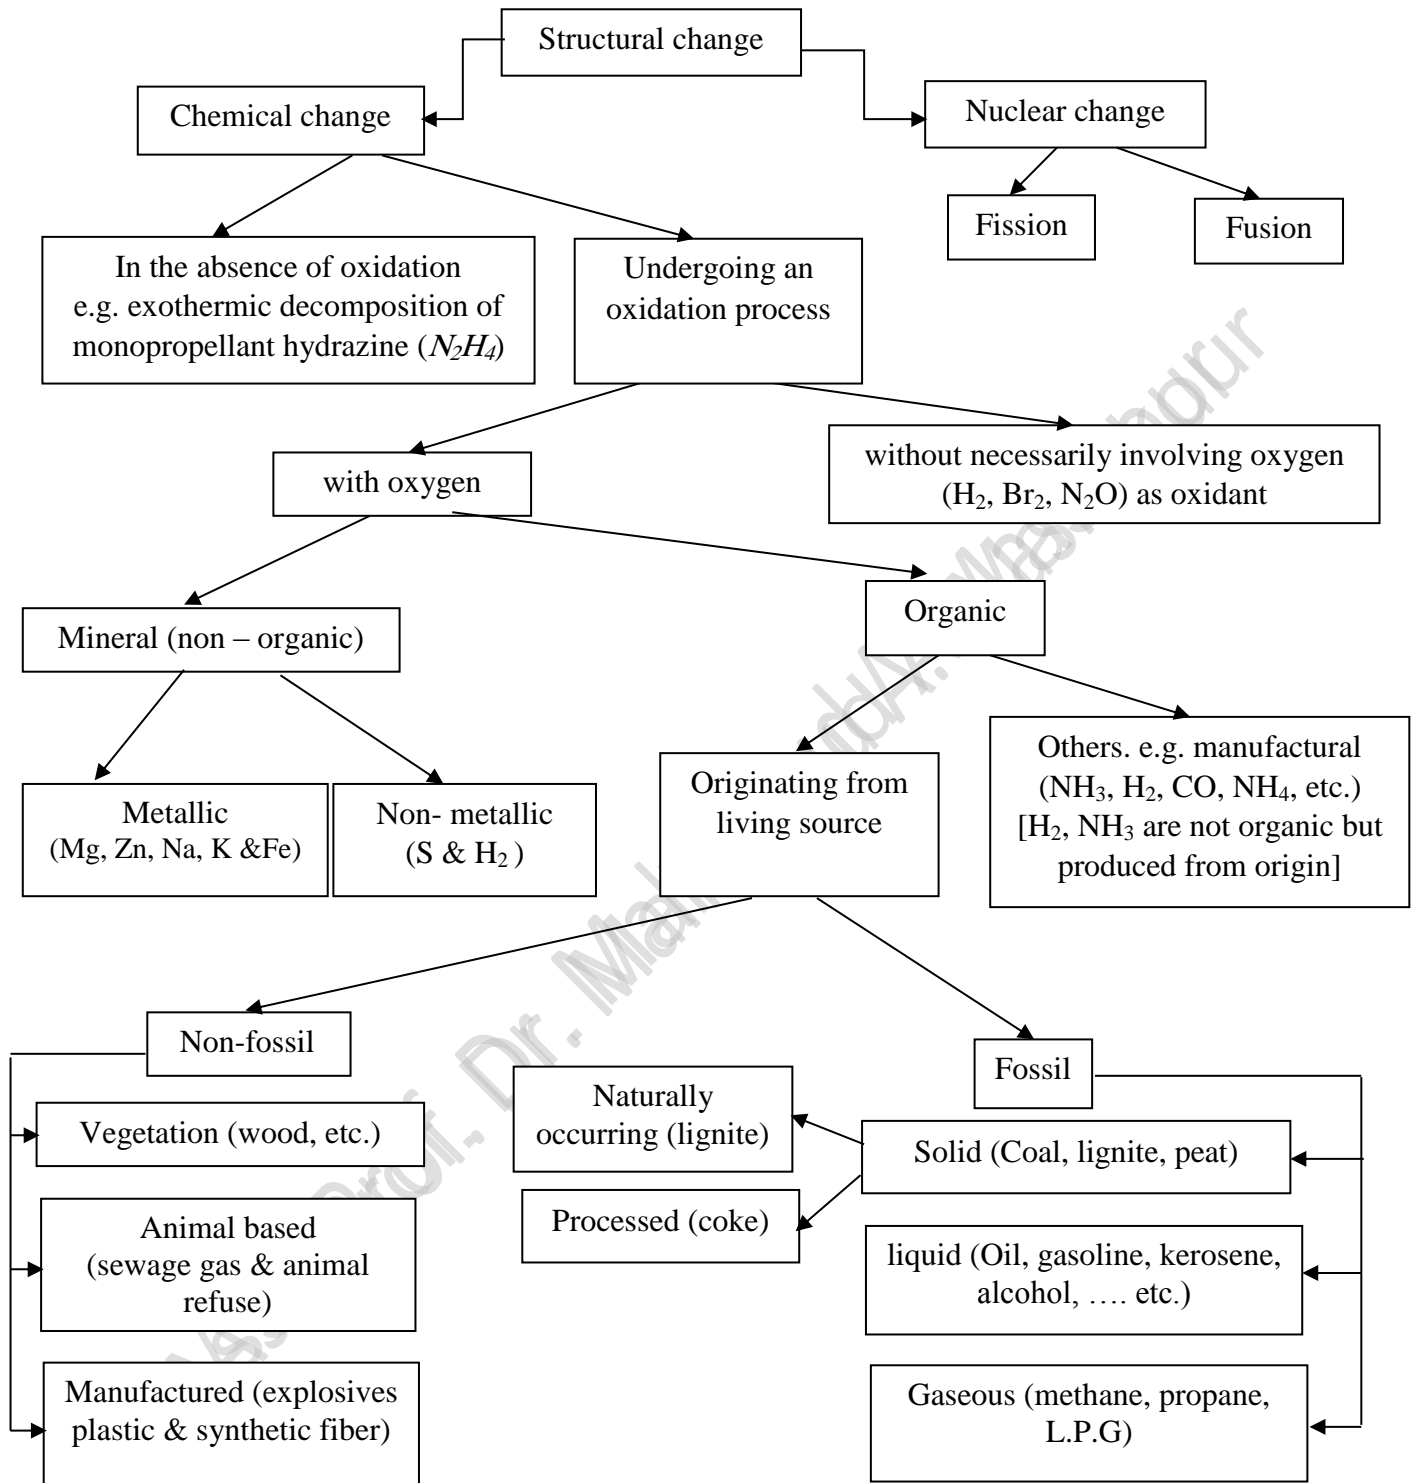 Structural change
Chemical change
Nuclear change
Fission
Fusion
In the absence of oxidation
e.g. exothermic decomposition of
monopropellant hydrazine (N₂H₄)
Undergoing an
oxidation process
with oxygen
without necessarily involving oxygen
(H₂, Br₂, N₂O) as oxidant
Mineral (non – organic)
Organic
Metallic
(Mg, Zn, Na, K &Fe)
Non- metallic
(S & H₂ )
Originating from
living source
Others. e.g. manufactural
(NH₃, H₂, CO, NH₄, etc.)
[H₂, NH₃ are not organic but
produced from origin]
Non-fossil
Fossil
Vegetation (wood, etc.)
Naturally
occurring (lignite)
Solid (Coal, lignite, peat)
Animal based
(sewage gas & animal
refuse)
Processed (coke)
liquid (Oil, gasoline, kerosene,
alcohol, …. etc.)
Manufactured (explosives
plastic & synthetic fiber)
Gaseous (methane, propane,
L.P.G)
Prof. Dr.